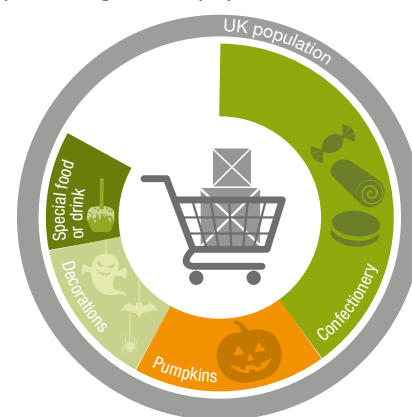 UK population
Confectionery
Pumpkins
Decorations
Special food
or drink